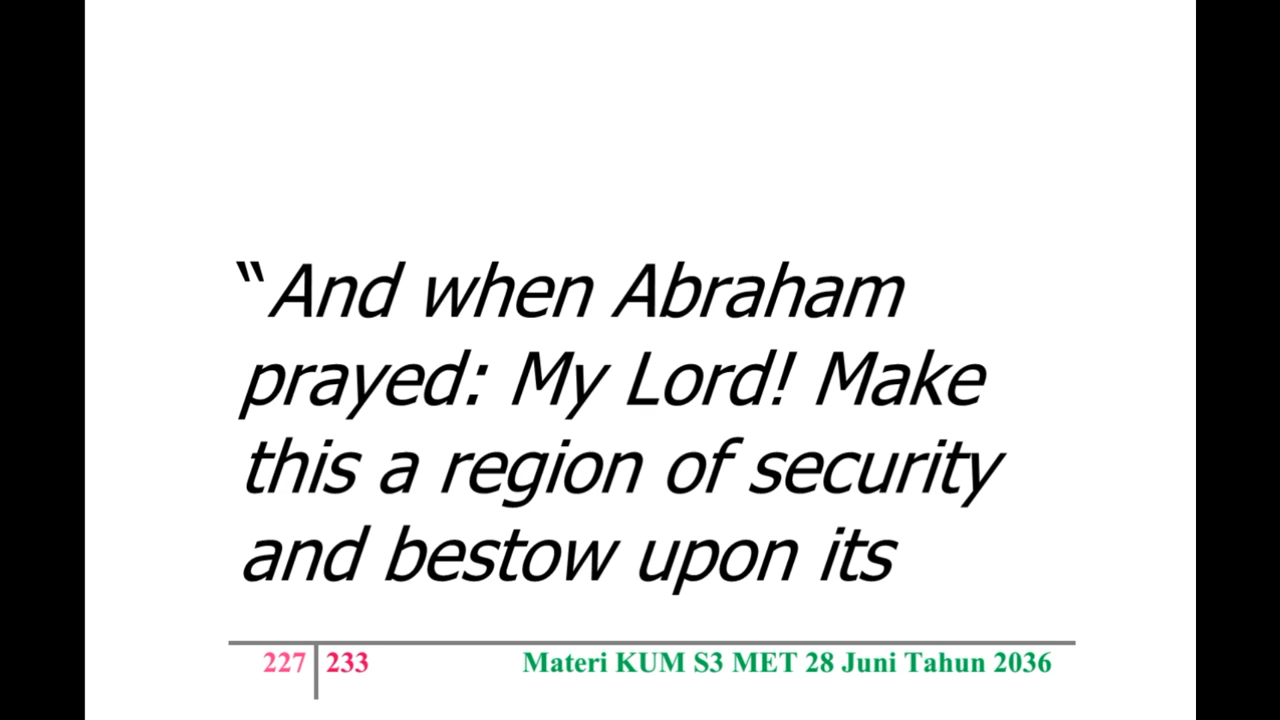 “And when Abraham
prayed: My Lord! Make
this a region of security
and bestow upon its
227 233 Materi KUM S3 MET 28 Juni Tahun 2036